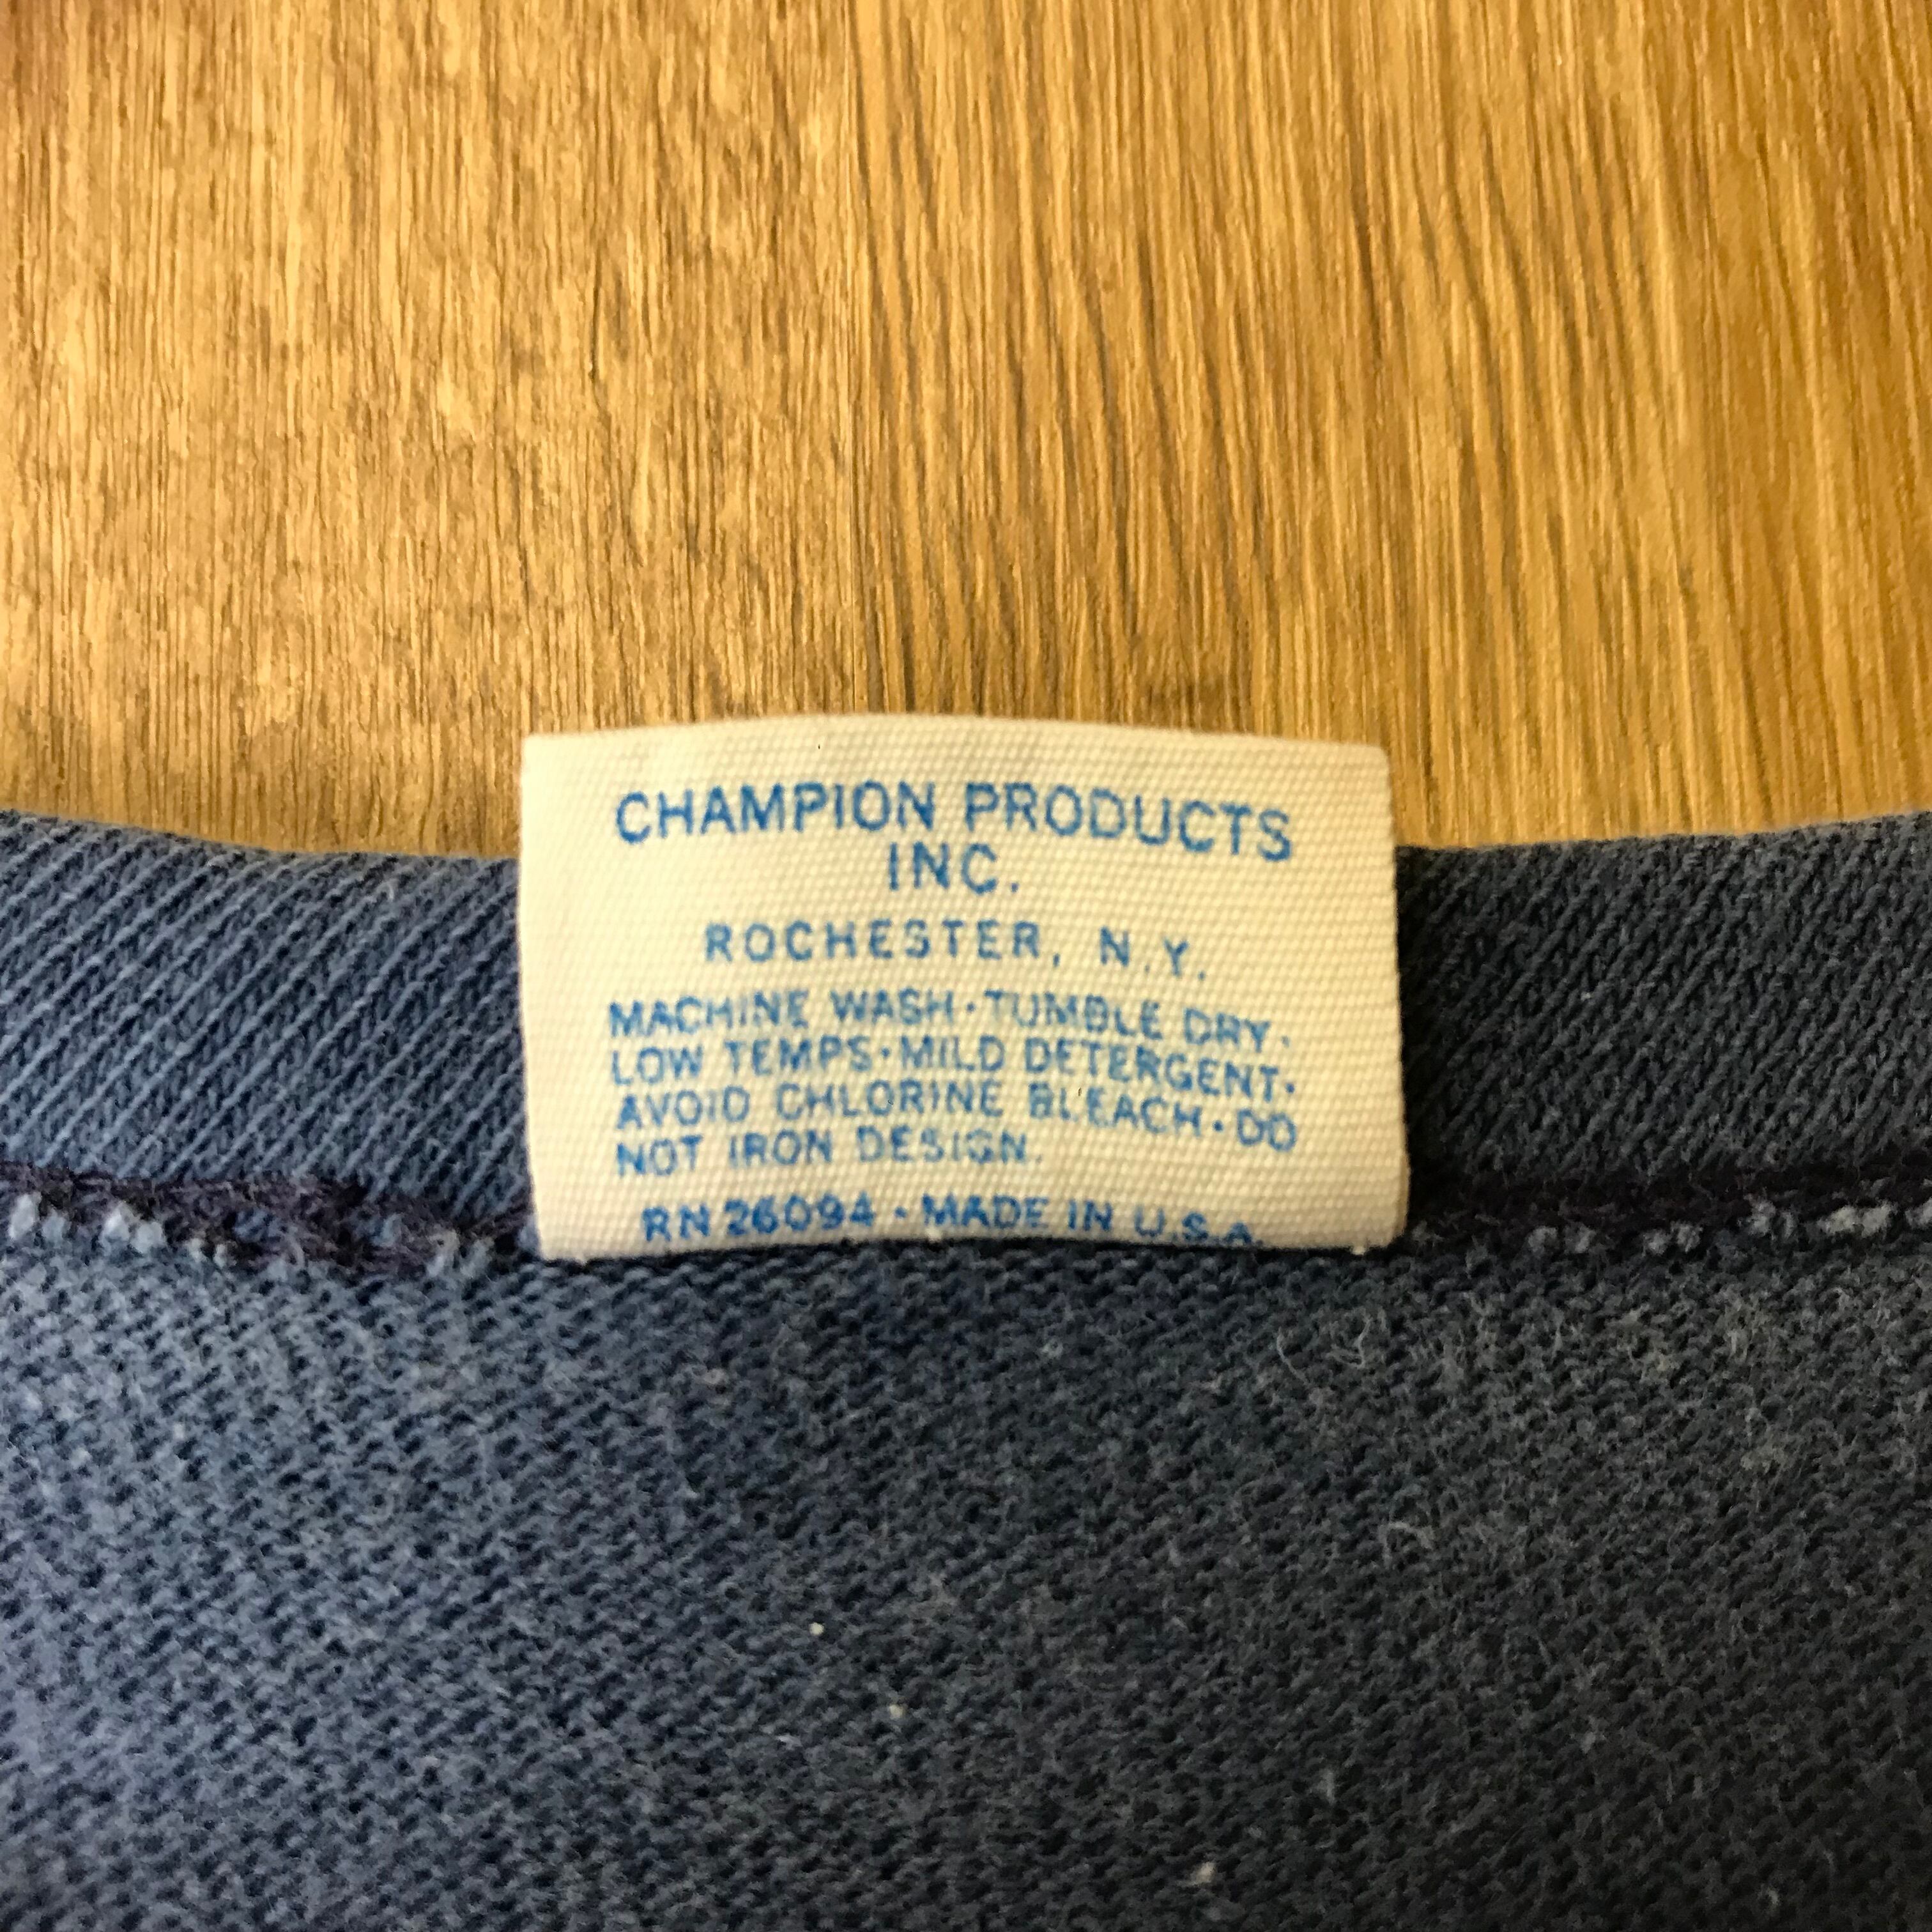 CHAMPION PRODUCTS
INC.
ROCHESTER, N.Y.
MACHINE WASH·TUMBLE DRY·
LOW TEMPS·MILD DETERGENT·
AVOID CHLORINE BLEACH·DO
NOT IRON DESIGN.
RN 26094 · MADE IN U.S.A.